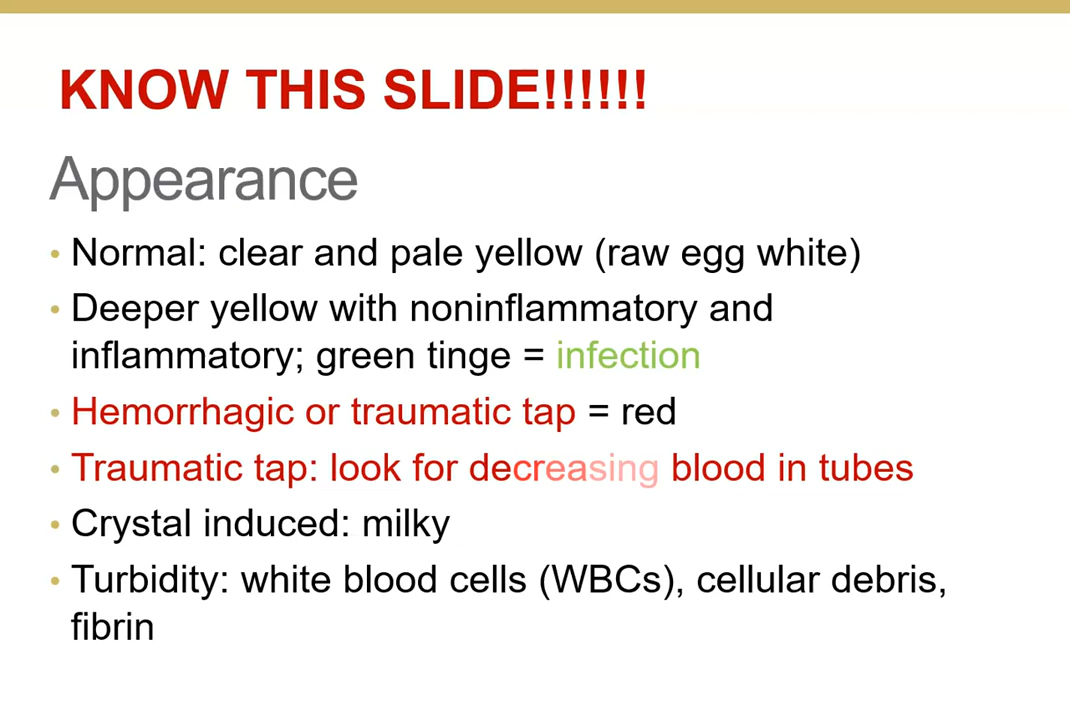 KNOW THIS SLIDE!!!!!!
Appearance
• Normal: clear and pale yellow (raw egg white)
• Deeper yellow with noninflammatory and
inflammatory; green tinge = infection
• Hemorrhagic or traumatic tap = red
• Traumatic tap: look for decreasing blood in tubes
• Crystal induced: milky
• Turbidity: white blood cells (WBCs), cellular debris,
fibrin